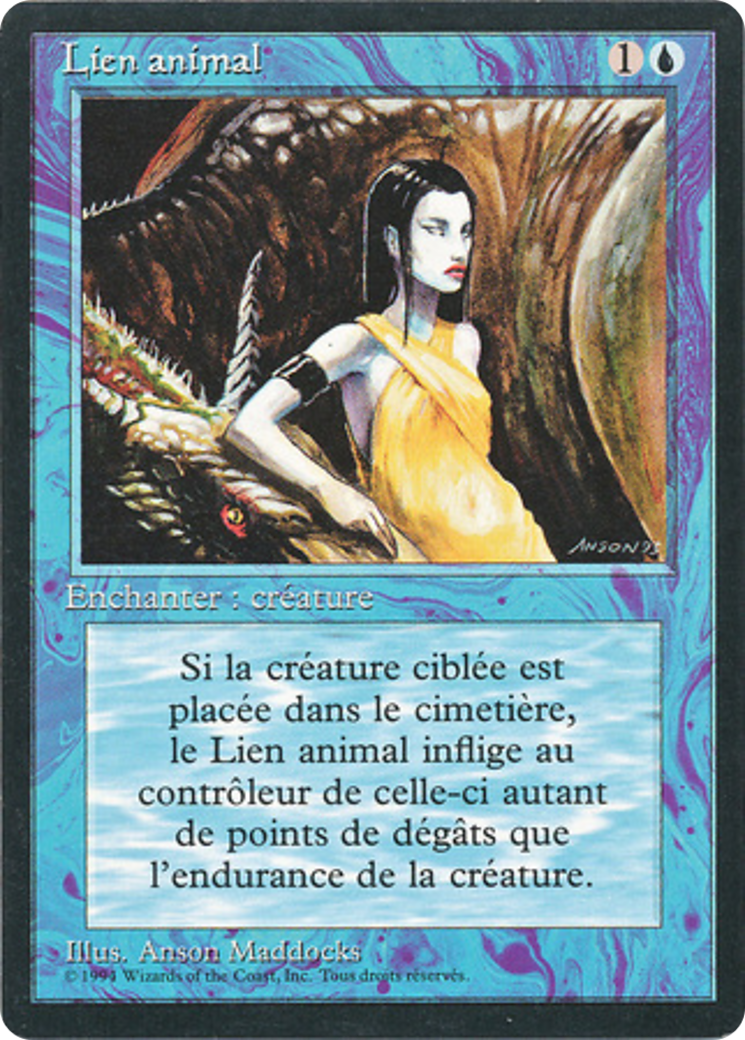 Lien animal 1
ANSON 93
Enchanter : créature
Si la créature ciblée est
placée dans le cimetière,
le Lien animal inflige au
contrôleur de celle-ci autant
de points de dégâts que
l'endurance de la créature.
Illus. Anson Maddocks
© 1994 Wizards of the Coast, Inc. Tous droits réservés.